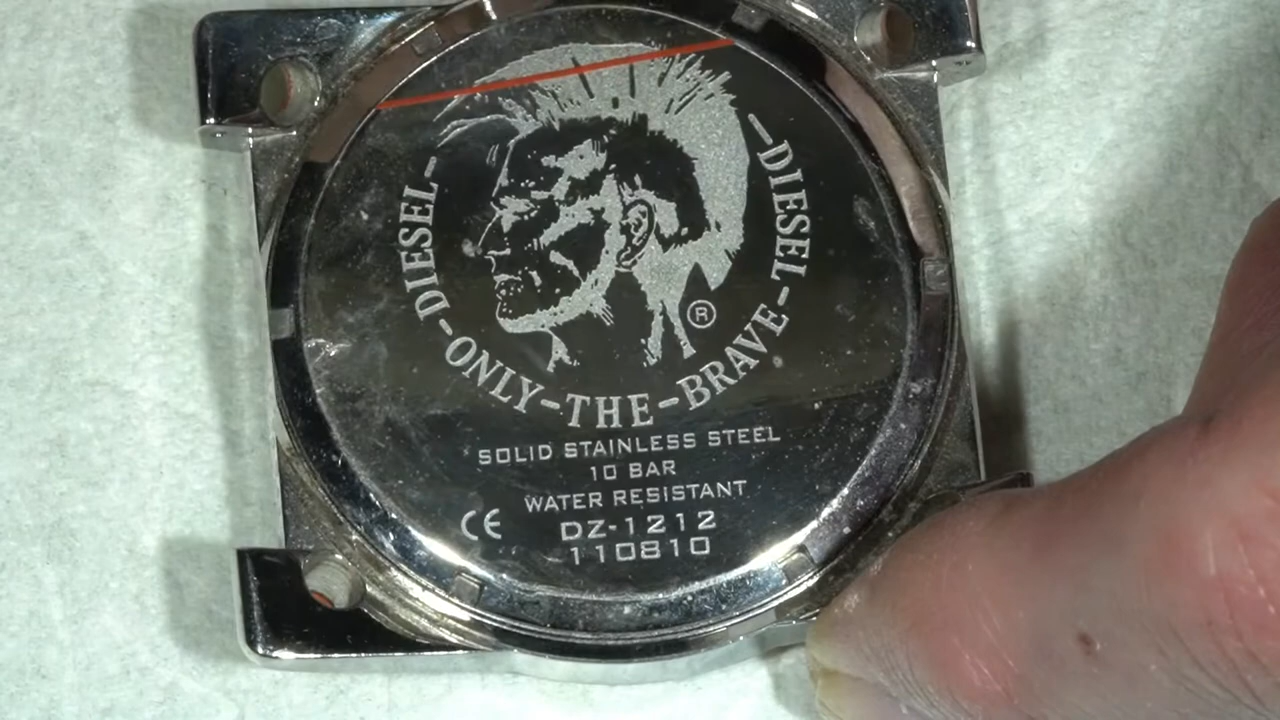 -DIESEL-ONLY-THE-BRAVE-DIESEL-
®
SOLID STAINLESS STEEL
10 BAR
WATER RESISTANT
CE DZ-1212
110810